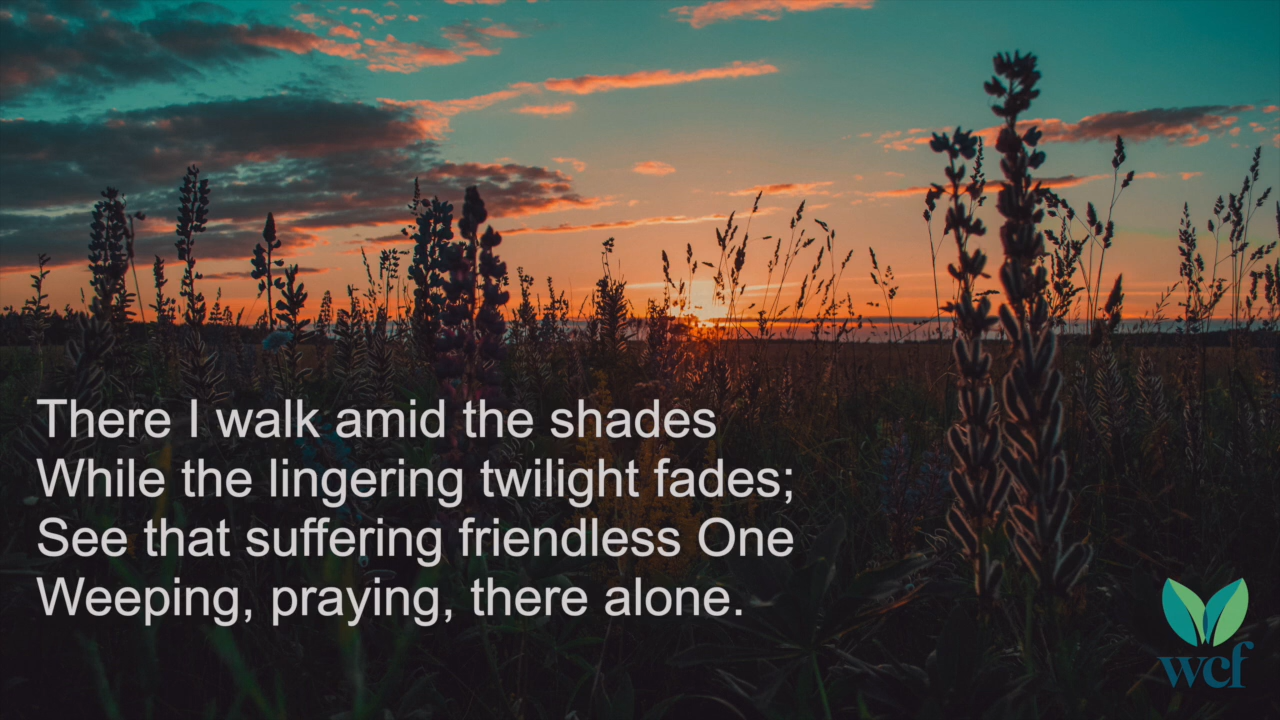 There I walk amid the shades
While the lingering twilight fades;
See that suffering friendless One
Weeping, praying, there alone.
wcf